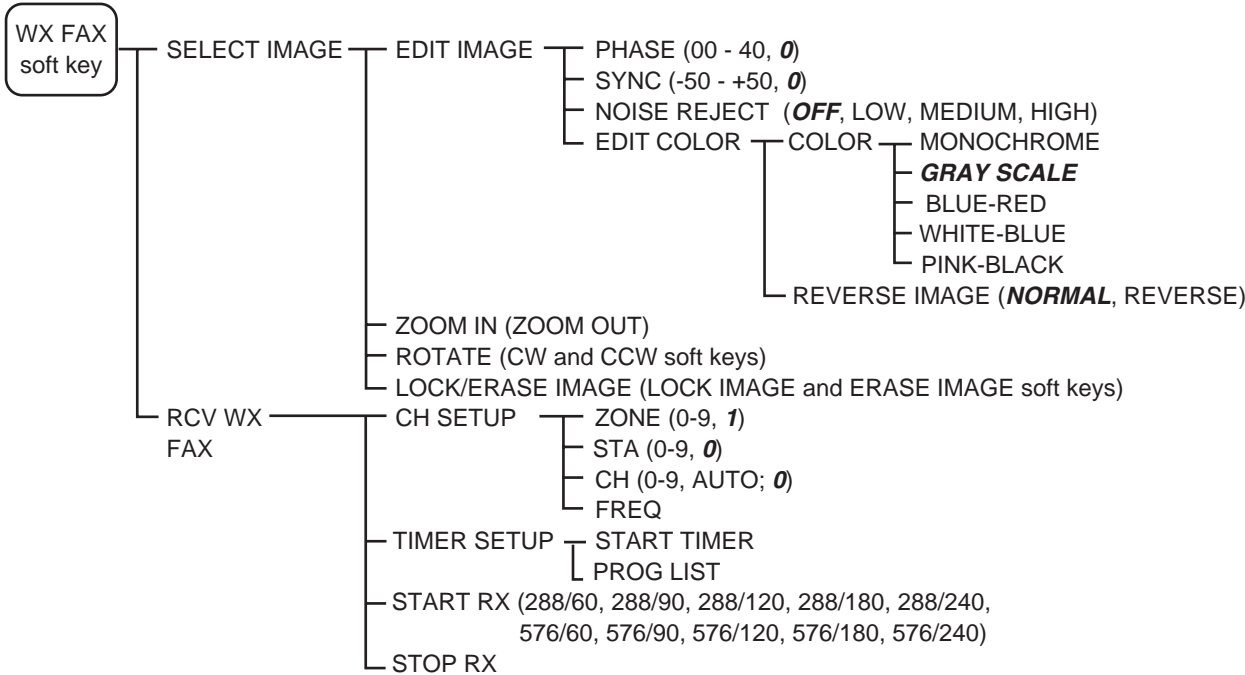 WX FAX
soft key
SELECT IMAGE
EDIT IMAGE
PHASE (00 - 40, 0)
SYNC (-50 - +50, 0)
NOISE REJECT (OFF, LOW, MEDIUM, HIGH)
EDIT COLOR
COLOR
MONOCHROME
GRAY SCALE
BLUE-RED
WHITE-BLUE
PINK-BLACK
REVERSE IMAGE (NORMAL, REVERSE)
ZOOM IN (ZOOM OUT)
ROTATE (CW and CCW soft keys)
LOCK/ERASE IMAGE (LOCK IMAGE and ERASE IMAGE soft keys)
RCV WX
FAX
CH SETUP
ZONE (0-9, 1)
STA (0-9, 0)
CH (0-9, AUTO; 0)
FREQ
TIMER SETUP
START TIMER
PROG LIST
START RX (288/60, 288/90, 288/120, 288/180, 288/240,
576/60, 576/90, 576/120, 576/180, 576/240)
STOP RX